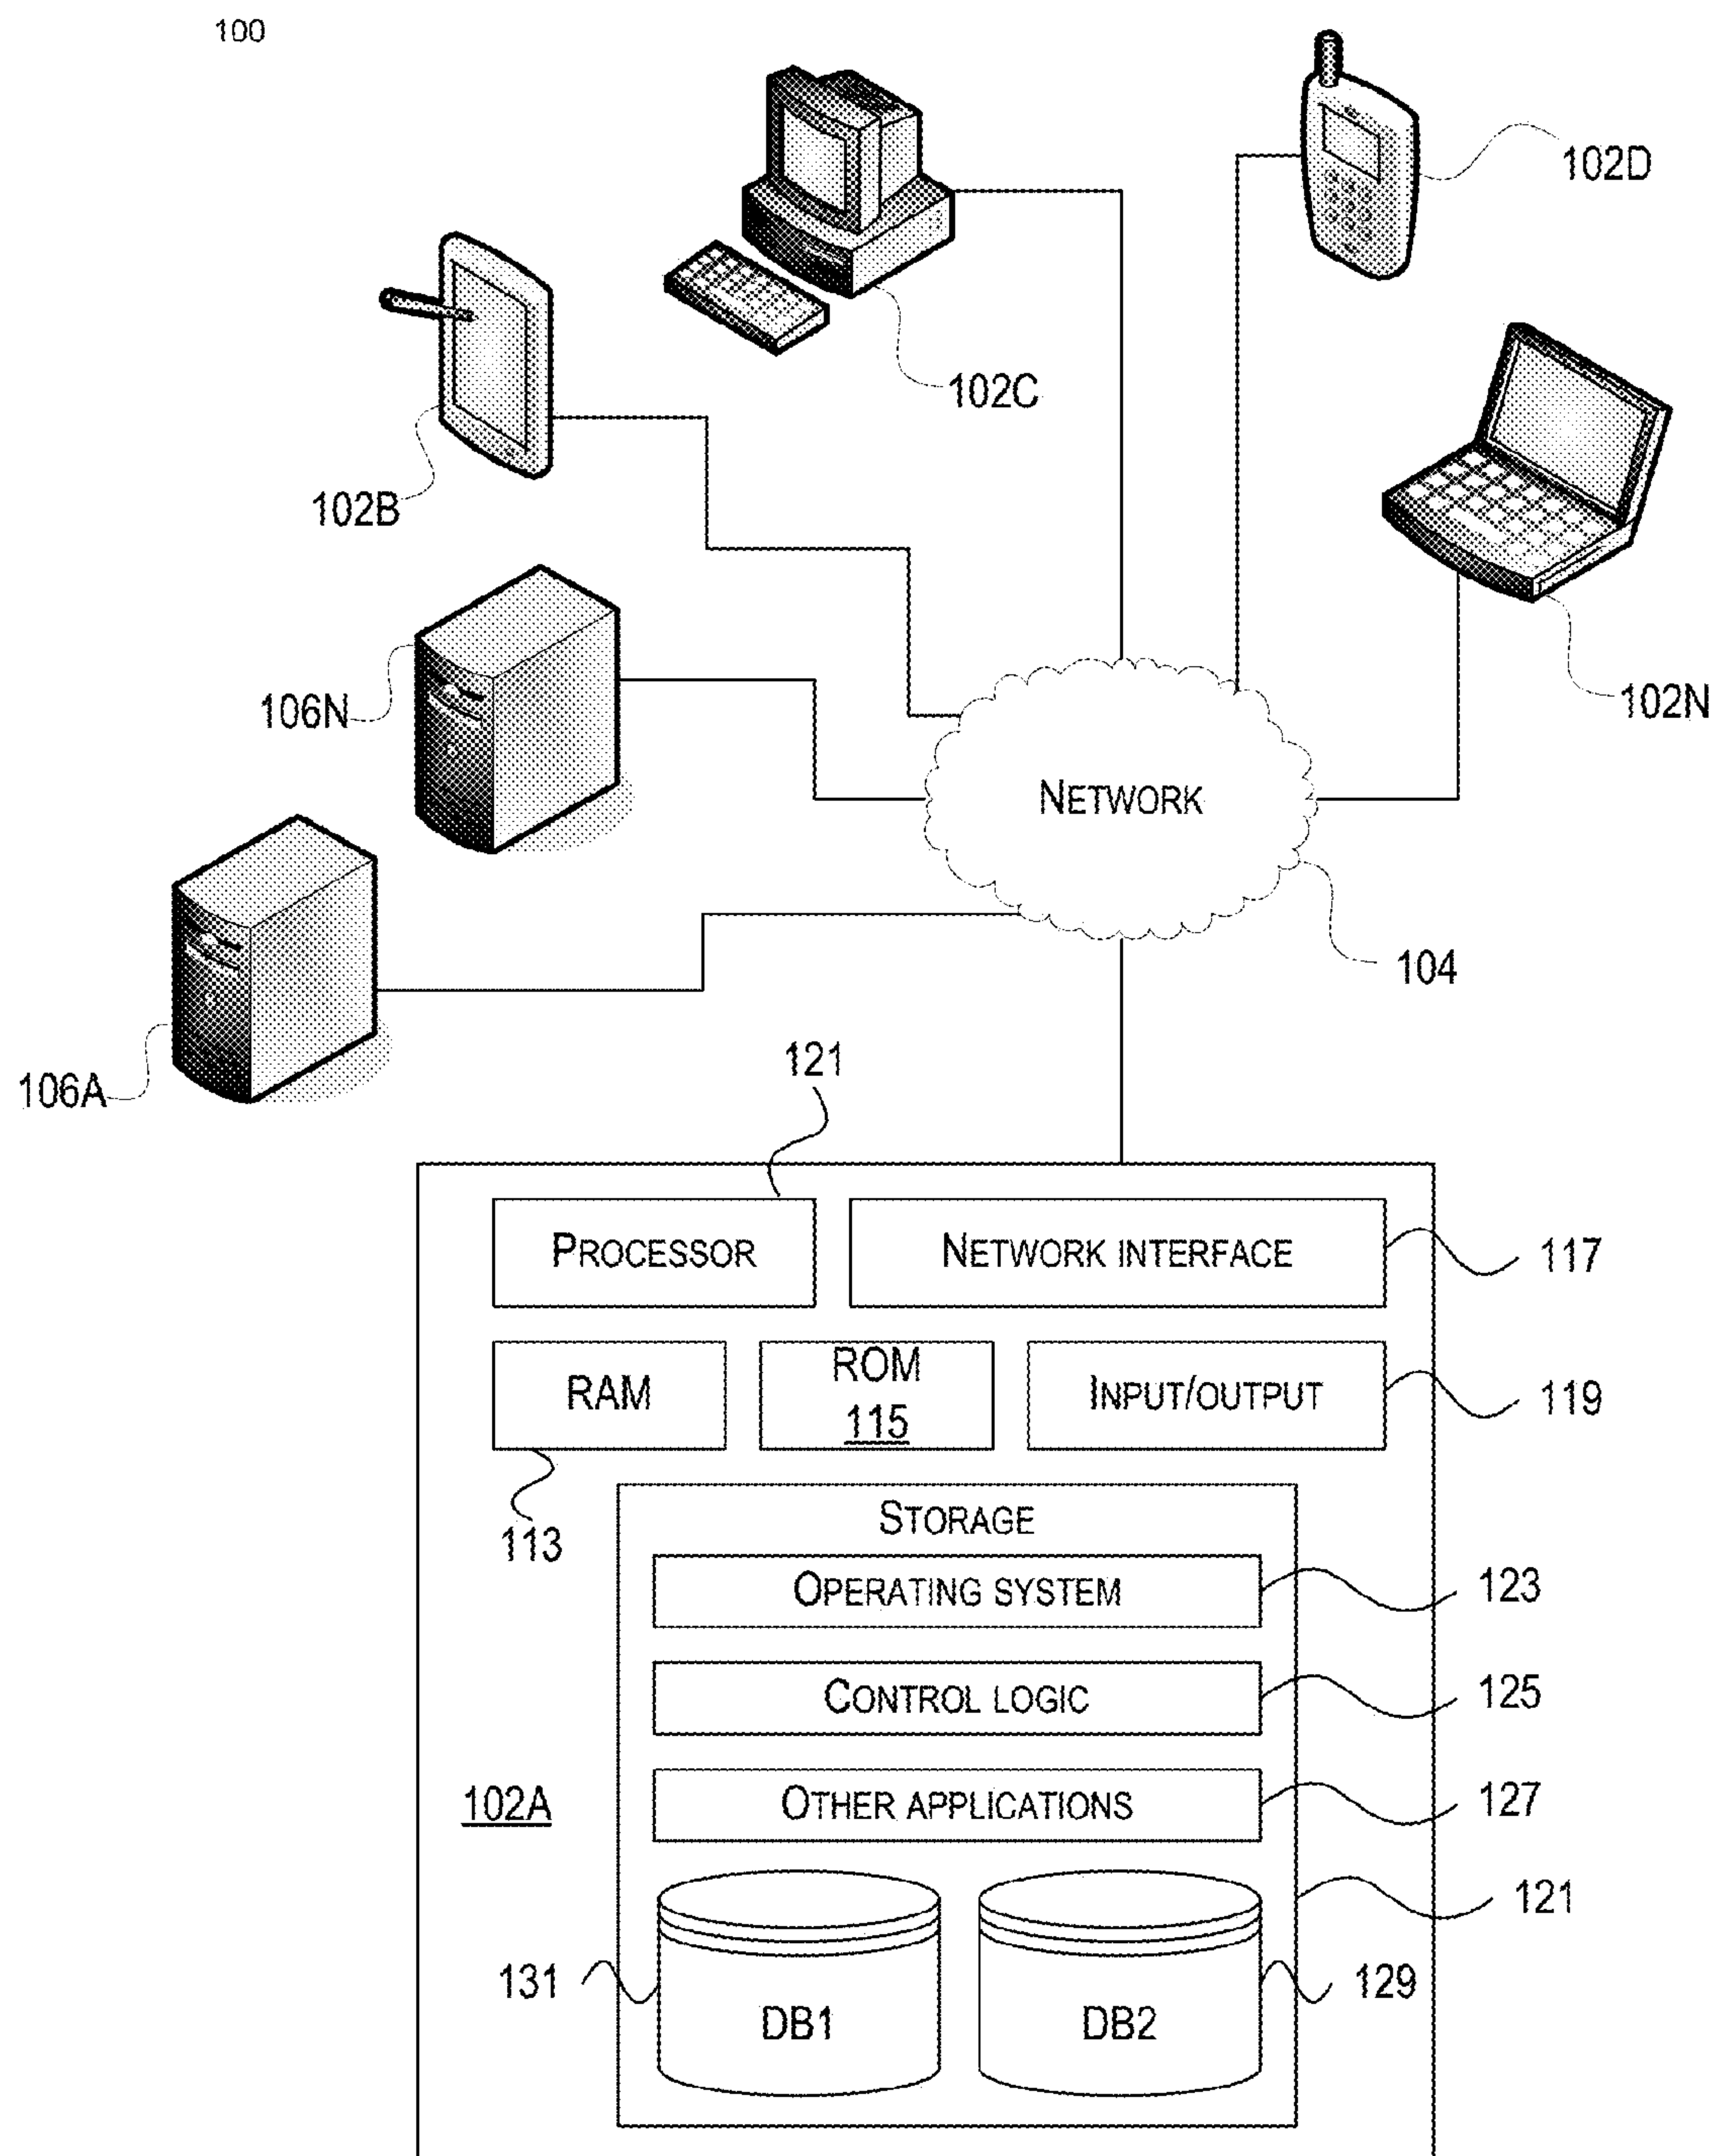 100
102D
102C
102B
102N
106N
NETWORK
104
106A
121
PROCESSOR
NETWORK INTERFACE
117
RAM
ROM
115
INPUT/OUTPUT
119
113
STORAGE
OPERATING SYSTEM
123
CONTROL LOGIC
125
102A
OTHER APPLICATIONS
127
121
131
DB1
DB2
129